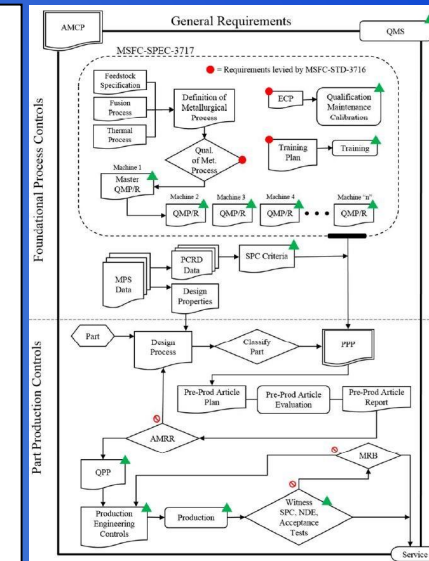 AMCP
General Requirements
QMS
MSFC-SPEC-3717
= Requirements levied by MSFC-STD-3716
Foundational Process Controls
Feedstock
Specification
Fusion
Process
Thermal
Process
Definition of
Metallurgical
Process
Qual.
of Met.
Process
ECP
Qualification
Maintenance
Calibration
Training
Plan
Training
Machine 1
Master
QMP/R
Machine 2
QMP/R
Machine 3
QMP/R
Machine 4
QMP/R
Machine "n"
QMP/R
MPS
Data
PCRD
Data
SPC Criteria
Design
Properties
Part Production Controls
Part
Design
Process
Classify
Part
PPP
Pre-Prod Article
Plan
Pre-Prod Article
Evaluation
Pre-Prod Article
Report
AMRR
MRB
QPP
Production
Engineering
Controls
Production
Witness
SPC, NDE,
Acceptance
Tests
Service